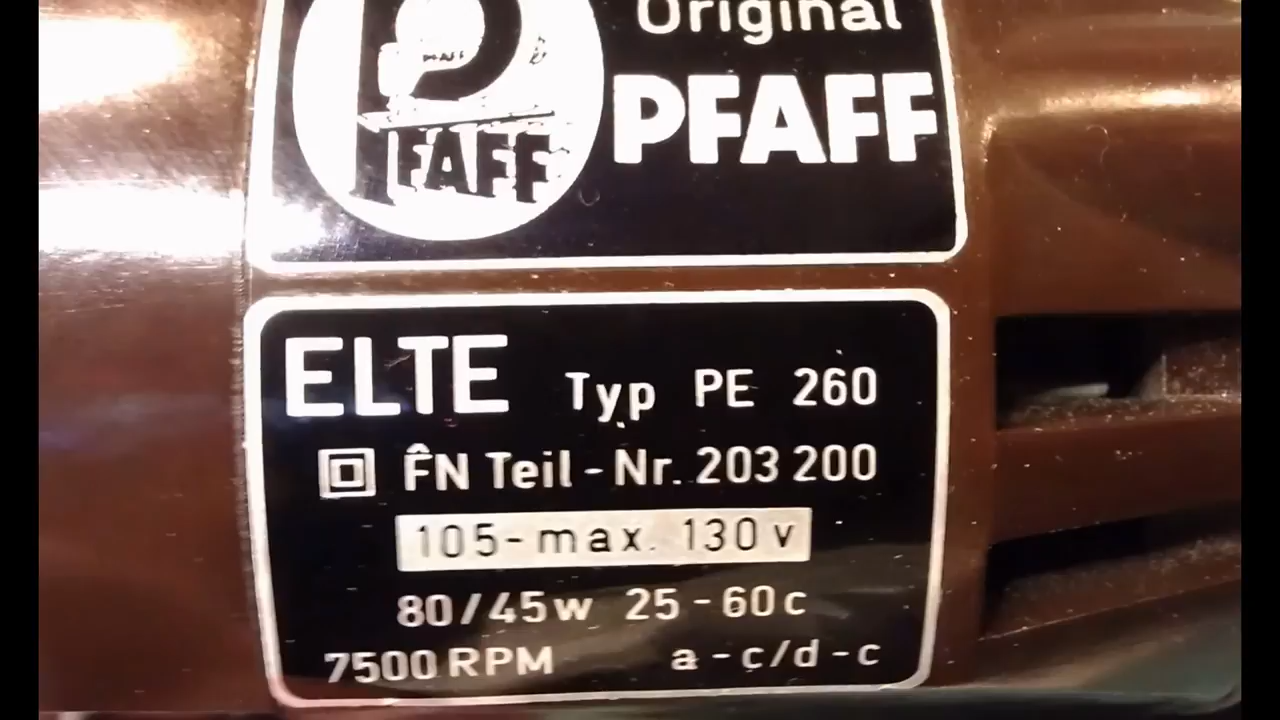 Original
PFAFF
PFAFF
PFAFF
ELTE Typ PE 260
F̂N Teil-Nr. 203 200
105-max. 130 v
80/45w 25-60c
7500 RPM a-c/d-c